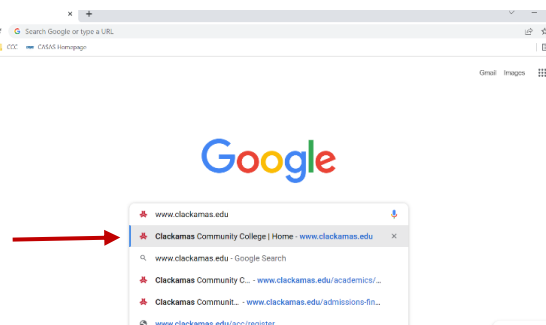 Search Google or type a URL
CCC CASAS Homepage
Gmail Images
Google
www.clackamas.edu
Clackamas Community College | Home - www.clackamas.edu
www.clackamas.edu - Google Search
Clackamas Community C... - www.clackamas.edu/academics/...
Clackamas Communit... - www.clackamas.edu/admissions-fin...
www.clackamas.edu/acc/register